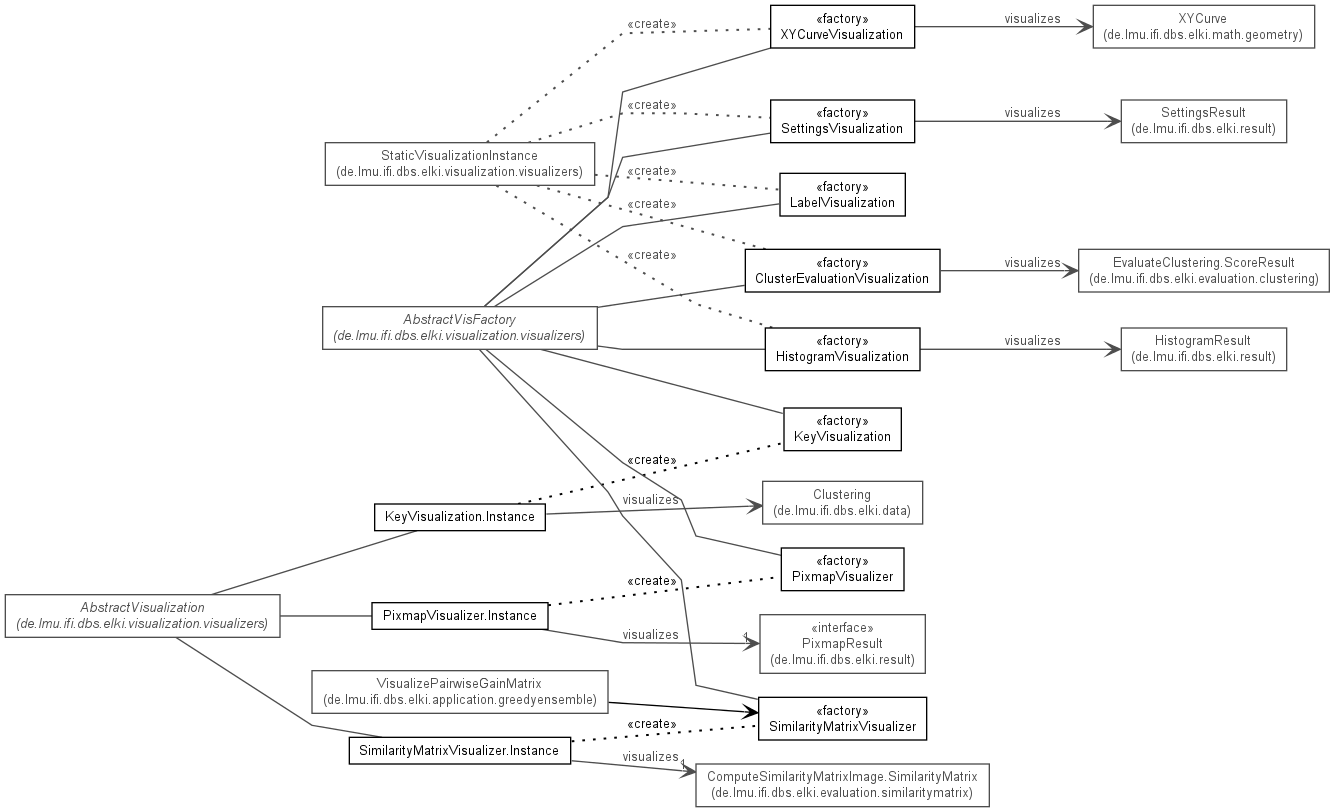 «create»
«factory»
XYCurveVisualization
visualizes
XYCurve
(de.lmu.ifi.dbs.elki.math.geometry)
«create»
«factory»
SettingsVisualization
visualizes
SettingsResult
(de.lmu.ifi.dbs.elki.result)
StaticVisualizationInstance
(de.lmu.ifi.dbs.elki.visualization.visualizers)
«create»
«factory»
LabelVisualization
«create»
«factory»
ClusterEvaluationVisualization
visualizes
EvaluateClustering.ScoreResult
(de.lmu.ifi.dbs.elki.evaluation.clustering)
«create»
AbstractVisFactory
(de.lmu.ifi.dbs.elki.visualization.visualizers)
«factory»
HistogramVisualization
visualizes
HistogramResult
(de.lmu.ifi.dbs.elki.result)
«factory»
KeyVisualization
«create»
KeyVisualization.Instance
visualizes
Clustering
(de.lmu.ifi.dbs.elki.data)
«factory»
PixmapVisualizer
«create»
AbstractVisualization
(de.lmu.ifi.dbs.elki.visualization.visualizers)
PixmapVisualizer.Instance
visualizes
1
«interface»
PixmapResult
(de.lmu.ifi.dbs.elki.result)
VisualizePairwiseGainMatrix
(de.lmu.ifi.dbs.elki.application.greedyensemble)
«factory»
SimilarityMatrixVisualizer
«create»
SimilarityMatrixVisualizer.Instance
visualizes
1
ComputeSimilarityMatrixImage.SimilarityMatrix
(de.lmu.ifi.dbs.elki.evaluation.similaritymatrix)